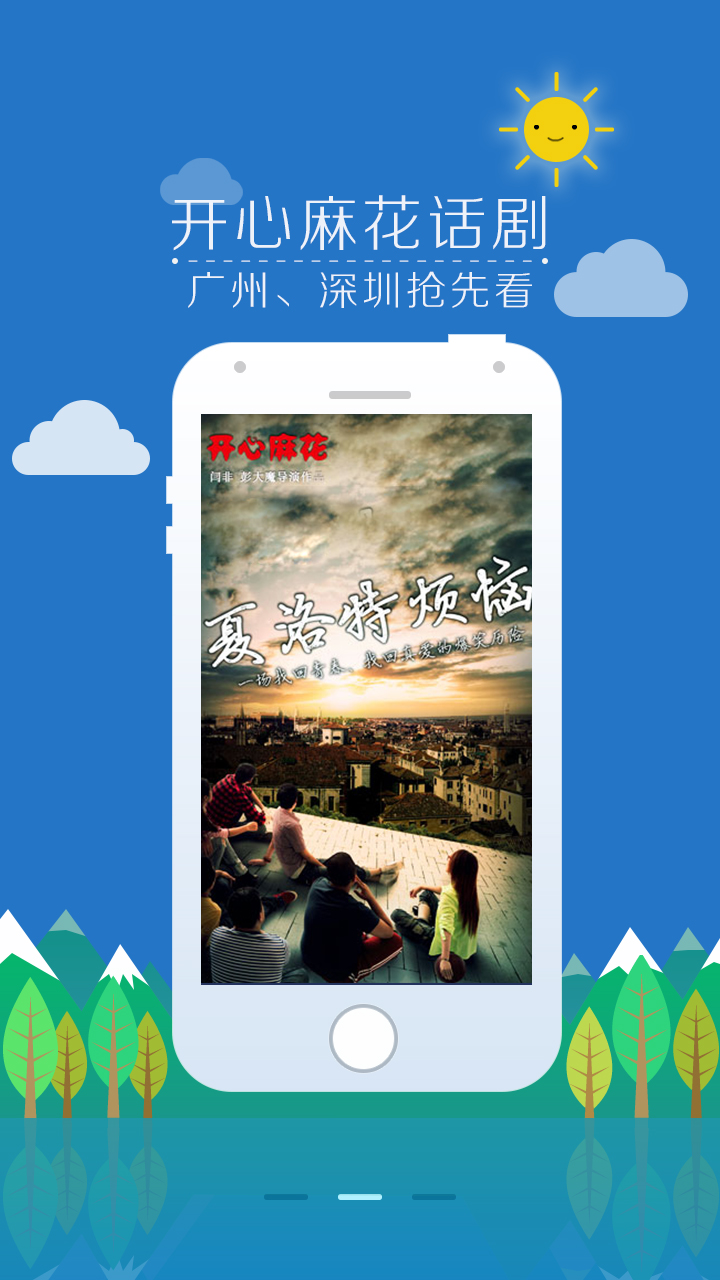 开心麻花话剧
广州、深圳抢先看
开心麻花
闫非 彭大魔导演作
夏洛特烦恼
一场找回青春、找回真爱的爆笑历险